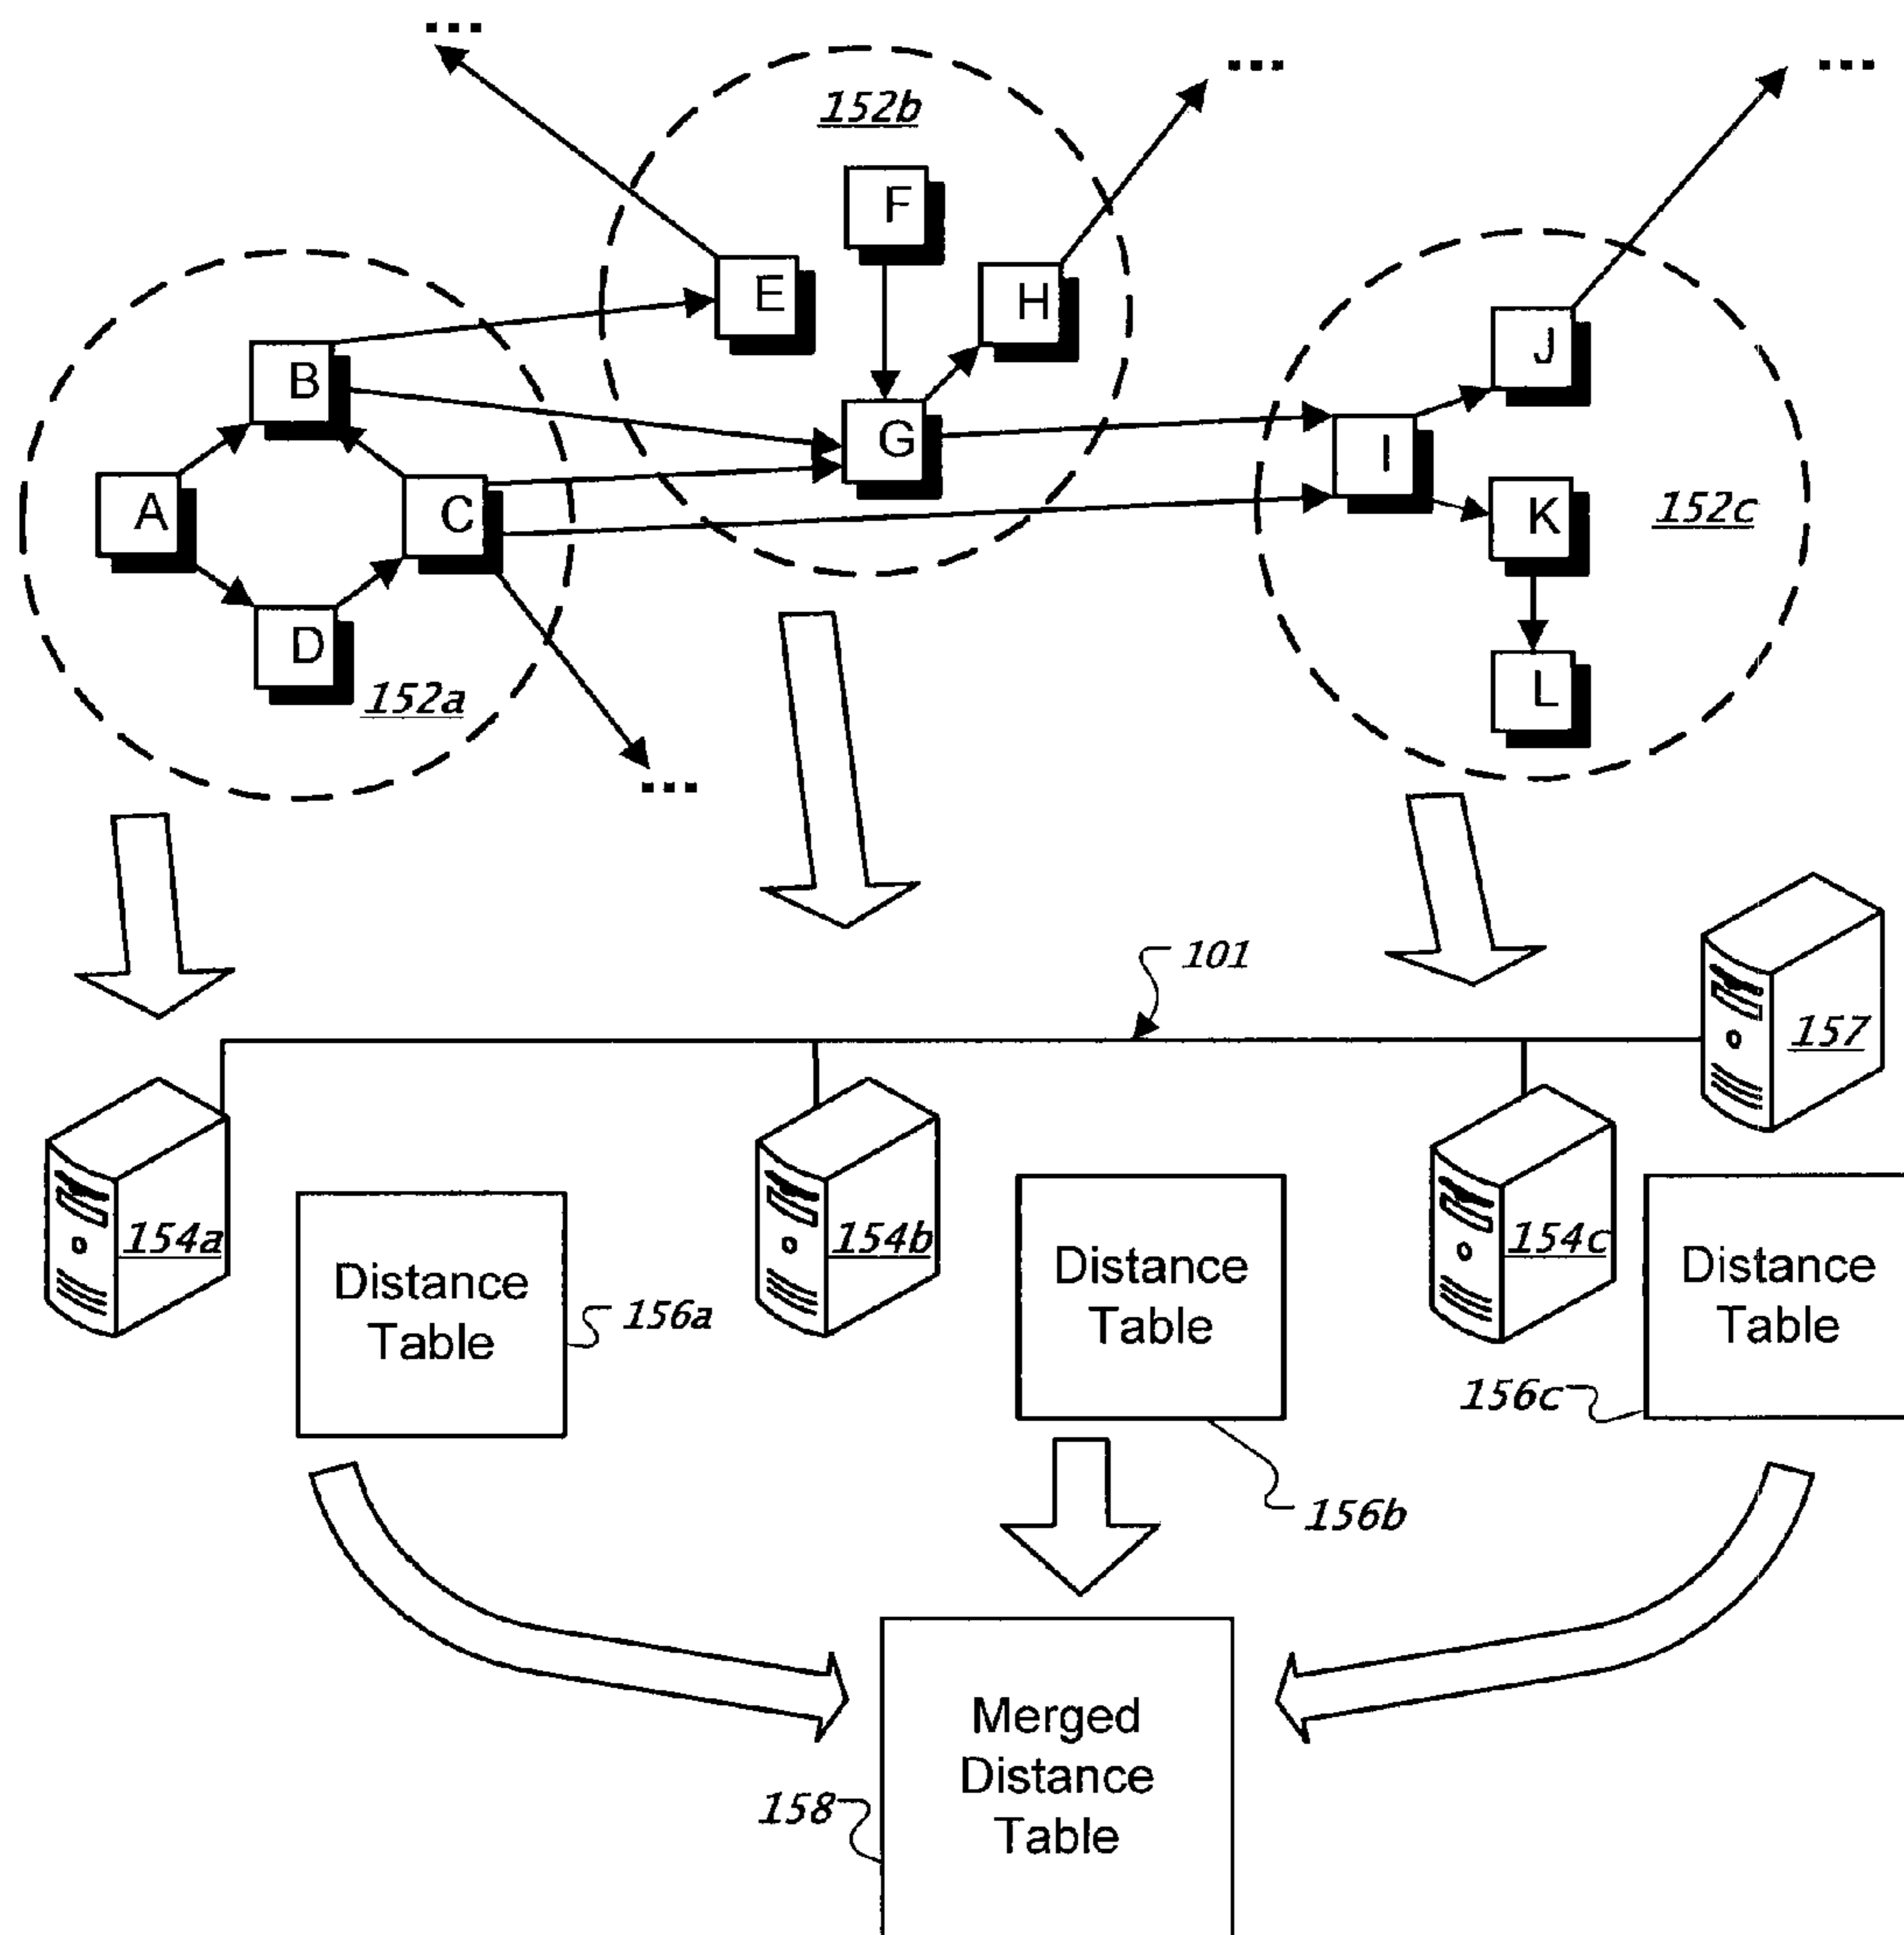 ...
...
...
152b
F
E
H
B
J
G
I
A
C
K
152c
D
152a
L
...
101
157
154a
154b
154c
Distance
Table
156a
Distance
Table
Distance
Table
156c
156b
Merged
Distance
Table
158